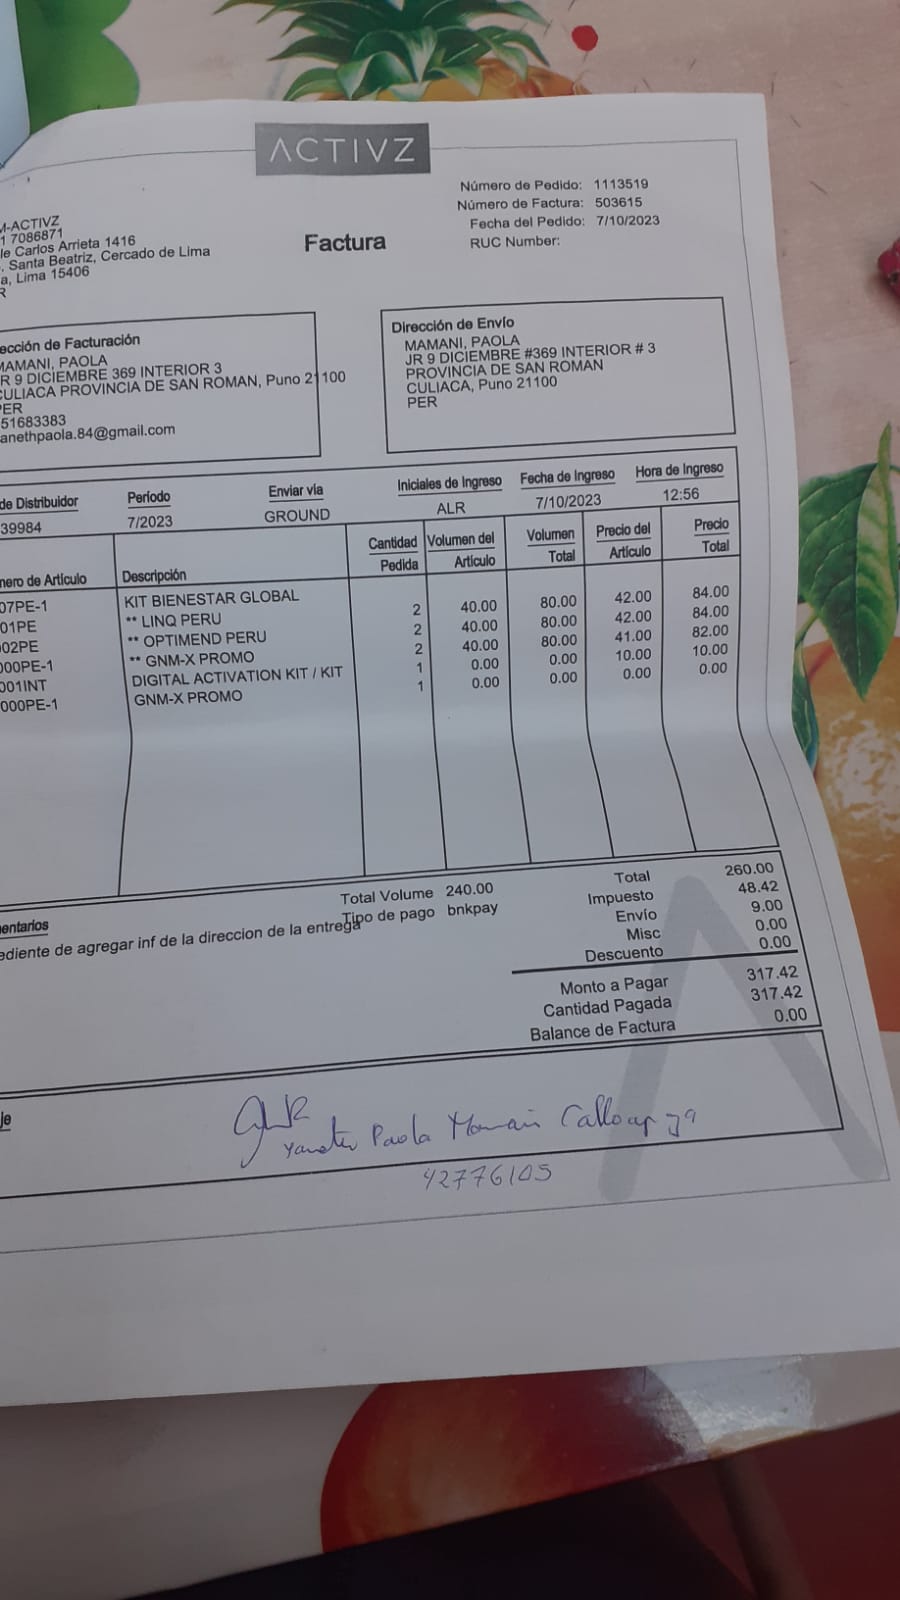 ACTIVZ
Número de Pedido: 1113519
Número de Factura: 503615
Fecha del Pedido: 7/10/2023
RUC Number:
M-ACTIVZ
1 7086871
le Carlos Arrieta 1416
, Santa Beatriz, Cercado de Lima
a, Lima 15406
R
Factura
ección de Facturación
MAMANI, PAOLA
JR 9 DICIEMBRE 369 INTERIOR 3
CULIACA PROVINCIA DE SAN ROMAN, Puno 21100
PER
51683383
anethpaola.84@gmail.com
Dirección de Envío
MAMANI, PAOLA
JR 9 DICIEMBRE #369 INTERIOR # 3
PROVINCIA DE SAN ROMAN
CULIACA, Puno 21100
PER
de Distribuidor Período Enviar vía Iniciales de Ingreso Fecha de Ingreso Hora de Ingreso
39984 7/2023 GROUND ALR 7/10/2023 12:56
nero de Artículo Descripción Cantidad Pedida Volumen del Artículo Volumen Total Precio del Artículo Precio Total
07PE-1 KIT BIENESTAR GLOBAL
01PE ** LINQ PERU 2 40.00 80.00 42.00 84.00
002PE ** OPTIMEND PERU 2 40.00 80.00 42.00 84.00
000PE-1 ** GNM-X PROMO 2 40.00 80.00 41.00 82.00
001INT DIGITAL ACTIVATION KIT / KIT 1 0.00 0.00 10.00 10.00
000PE-1 GNM-X PROMO 1 0.00 0.00 0.00 0.00
Total Volume 240.00
Tipo de pago bnkpay
entarios
ediente de agregar inf de la direccion de la entrega
Total 260.00
Impuesto 48.42
Envío 9.00
Misc 0.00
Descuento 0.00
Monto a Pagar 317.42
Cantidad Pagada 317.42
Balance de Factura 0.00
je
Paola Mamani Calloapaza
42776105